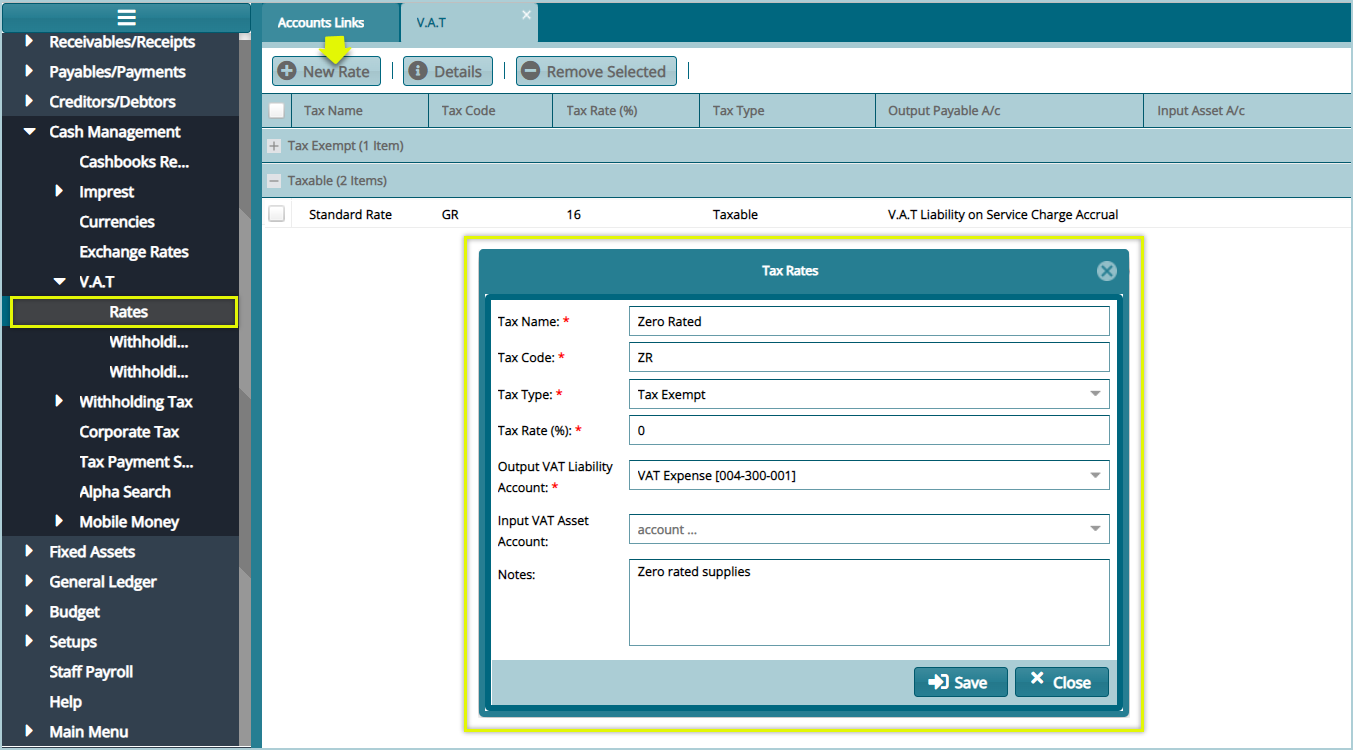 Receivables/Receipts
Payables/Payments
Creditors/Debtors
Cash Management
Cashbooks Re...
Imprest
Currencies
Exchange Rates
V.A.T
Rates
Withholdi...
Withholdi...
Withholding Tax
Corporate Tax
Tax Payment S...
Alpha Search
Mobile Money
Fixed Assets
General Ledger
Budget
Setups
Staff Payroll
Help
Main Menu
Accounts Links V.A.T
New Rate Details Remove Selected
Tax Name Tax Code Tax Rate (%) Tax Type Output Payable A/c Input Asset A/c
Tax Exempt (1 Item)
Taxable (2 Items)
Standard Rate GR 16 Taxable V.A.T Liability on Service Charge Accrual
Tax Rates
Tax Name: * Zero Rated
Tax Code: * ZR
Tax Type: * Tax Exempt
Tax Rate (%): * 0
Output VAT Liability
Account: * VAT Expense [004-300-001]
Input VAT Asset
Account: account ...
Notes: Zero rated supplies
Save Close